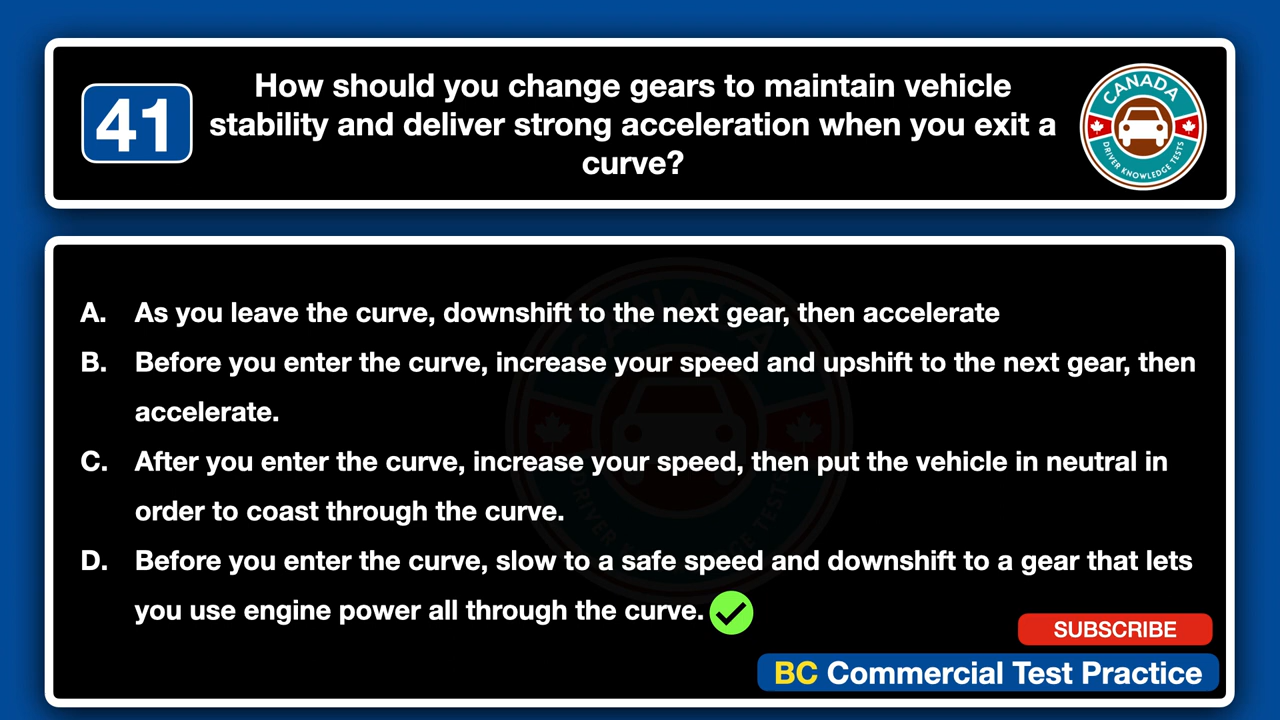 41
How should you change gears to maintain vehicle
stability and deliver strong acceleration when you exit a
curve?
CANADA
DRIVER KNOWLEDGE TESTS
A. As you leave the curve, downshift to the next gear, then accelerate
B. Before you enter the curve, increase your speed and upshift to the next gear, then
accelerate.
C. After you enter the curve, increase your speed, then put the vehicle in neutral in
order to coast through the curve.
D. Before you enter the curve, slow to a safe speed and downshift to a gear that lets
you use engine power all through the curve.
SUBSCRIBE
BC Commercial Test Practice